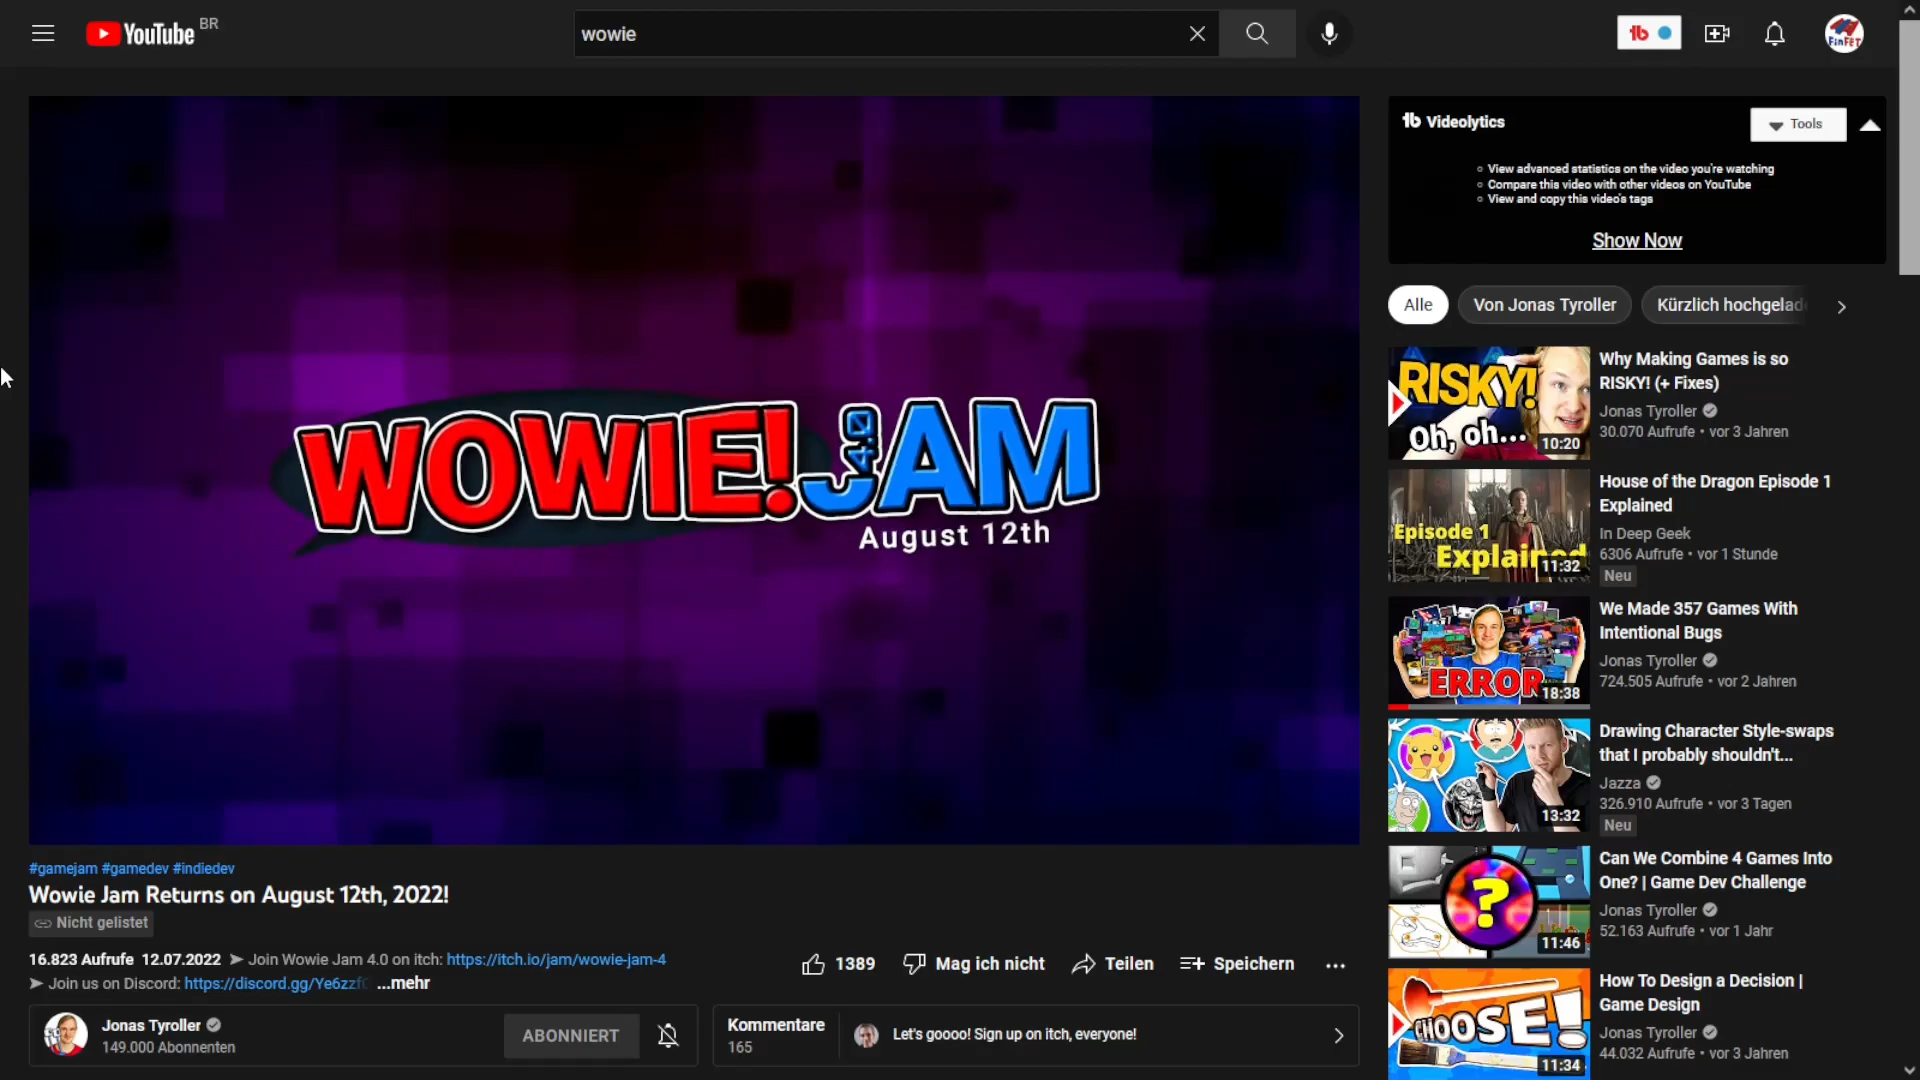 YouTube BR
wowie
WOWIE! JAM 4.0
August 12th
#gamejam #gamedev #indiedev
Wowie Jam Returns on August 12th, 2022!
Nicht gelistet
16.823 Aufrufe 12.07.2022 ➤ Join Wowie Jam 4.0 on itch: https://itch.io/jam/wowie-jam-4
➤ Join us on Discord: https://discord.gg/Ye6zzf ...mehr
1389
Mag ich nicht
Teilen
Speichern
Jonas Tyroller
149.000 Abonnenten
ABONNIERT
Kommentare
165
Let's goooo! Sign up on itch, everyone!
FinFET
tb
tb Videolytics
Tools
View advanced statistics on the video you're watching
Compare this video with other videos on YouTube
View and copy this video's tags
Show Now
Alle
Von Jonas Tyroller
Kürzlich hochgelad
RISKY!
Oh, oh...
10:20
Why Making Games is so
RISKY! (+ Fixes)
Jonas Tyroller
30.070 Aufrufe • vor 3 Jahren
Episode 1
Explained
11:32
House of the Dragon Episode 1
Explained
In Deep Geek
6306 Aufrufe • vor 1 Stunde
Neu
ERROR
18:38
We Made 357 Games With
Intentional Bugs
Jonas Tyroller
724.505 Aufrufe • vor 2 Jahren
13:32
Drawing Character Style-swaps
that I probably shouldn't...
Jazza
326.910 Aufrufe • vor 3 Tagen
Neu
?
11:46
Can We Combine 4 Games Into
One? | Game Dev Challenge
Jonas Tyroller
52.163 Aufrufe • vor 1 Jahr
CHOOSE!
11:34
How To Design a Decision |
Game Design
Jonas Tyroller
44.032 Aufrufe • vor 3 Jahren